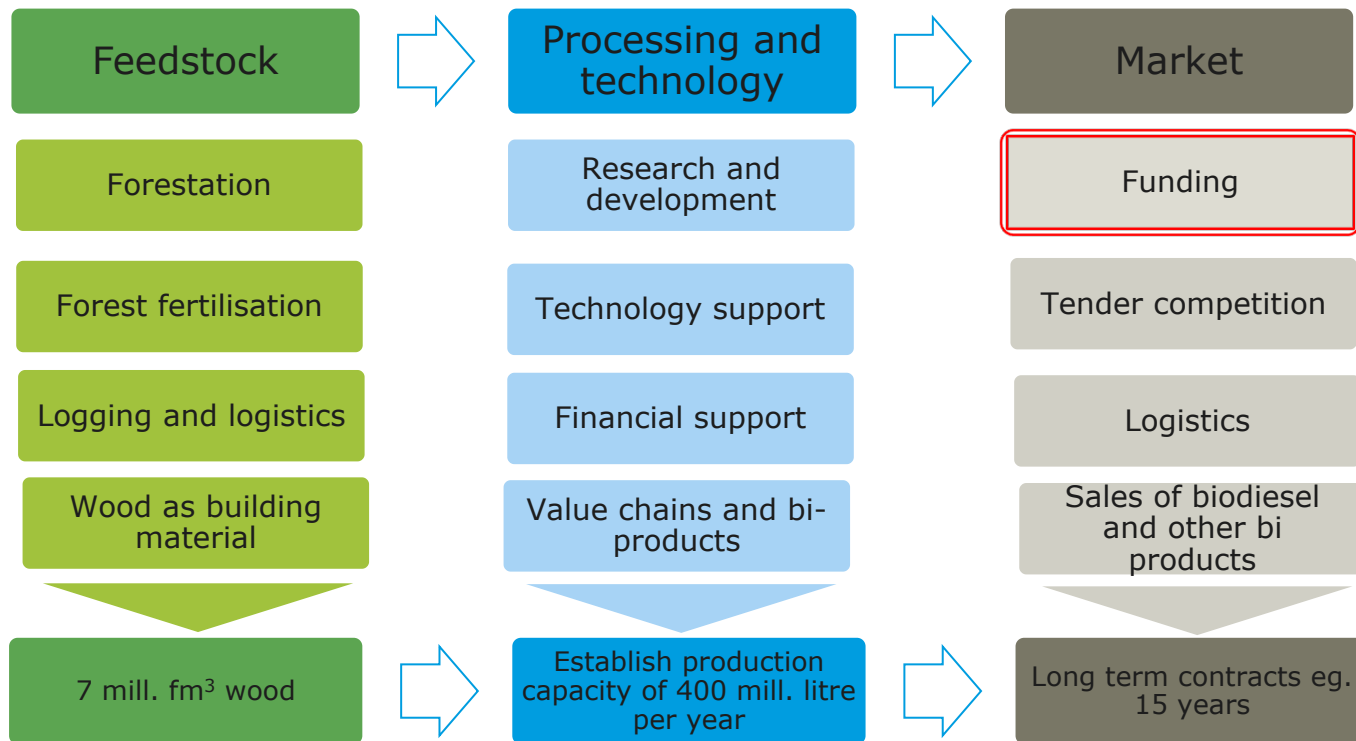 Feedstock
Processing and
technology
Market
Forestation
Research and
development
Funding
Forest fertilisation
Technology support
Tender competition
Logging and logistics
Financial support
Logistics
Wood as building
material
Value chains and bi-
products
Sales of biodiesel
and other bi
products
7 mill. fm³ wood
Establish production
capacity of 400 mill. litre
per year
Long term contracts eg.
15 years